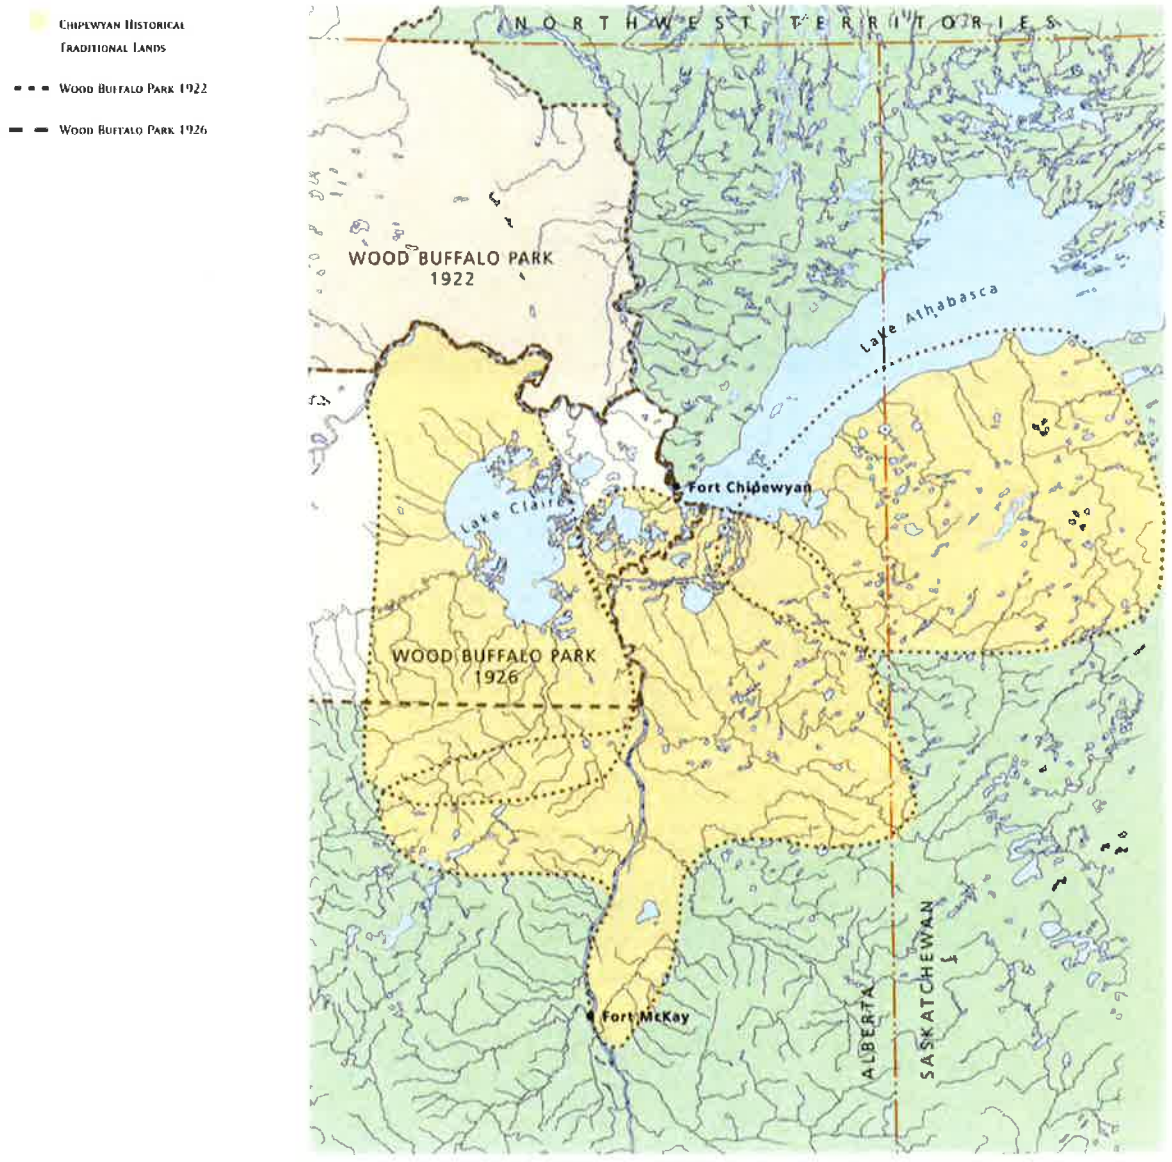 CHIPEWYAN HISTORICAL
TRADITIONAL LANDS
WOOD BUFFALO PARK 1922
WOOD BUFFALO PARK 1926
NORTHWEST TERRITORIES
WOOD BUFFALO PARK
1922
Lake Athabasca
Fort Chipewyan
Lake Claire
WOOD BUFFALO PARK
1926
Fort McKay
ALBERTA
SASKATCHEWAN